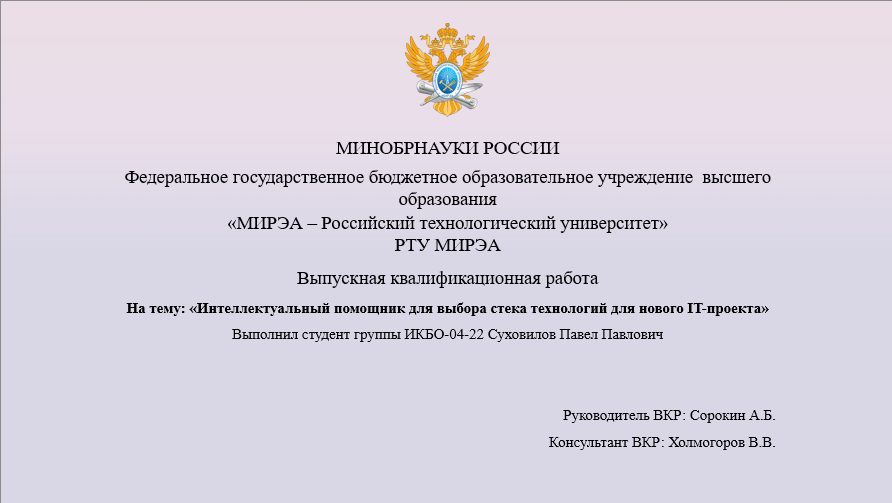 МИНОБРНАУКИ РОССИИ
Федеральное государственное бюджетное образовательное учреждение  высшего
образования
«МИРЭА – Российский технологический университет»
РТУ МИРЭА
Выпускная квалификационная работа
На тему: «Интеллектуальный помощник для выбора стека технологий для нового IT-проекта»
Выполнил студент группы ИКБО-04-22 Суховилов Павел Павлович
Руководитель ВКР: Сорокин А.Б.
Консультант ВКР: Холмогоров В.В.